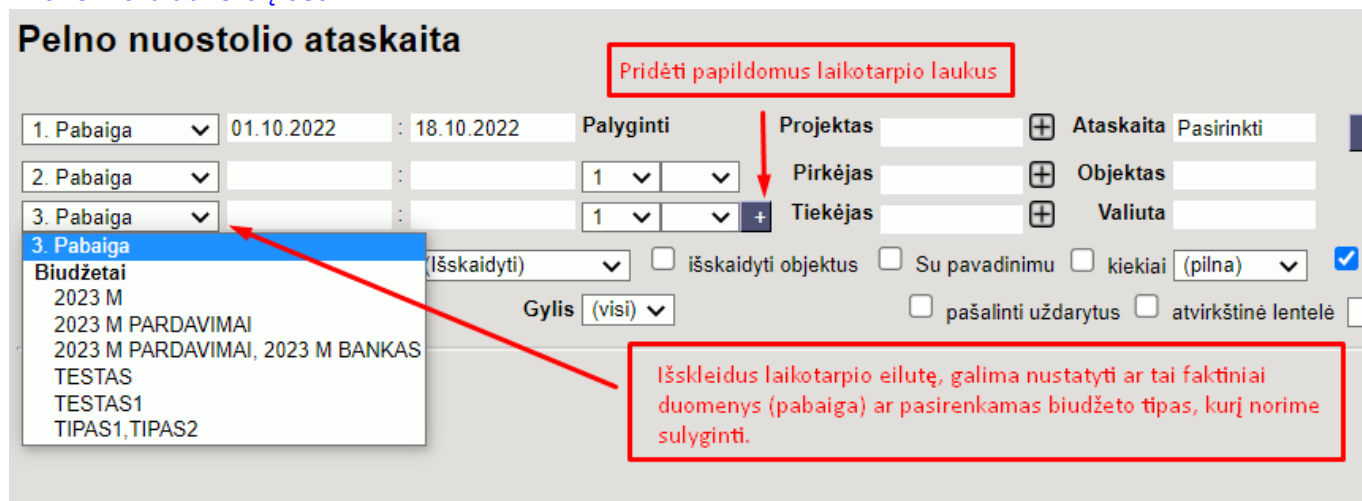 Pelno nuostolio ataskaita
Pridėti papildomus laikotarpio laukus
1. Pabaiga 01.10.2022 : 18.10.2022 Palyginti Projektas Ataskaita Pasirinkti
2. Pabaiga : 1 Pirkėjas Objektas
3. Pabaiga : 1 + Tiekėjas Valiuta
3. Pabaiga
Biudžetai
(Išskaidyti) išskaidyti objektus Su pavadinimu kiekiai (pilna)
2023 M
Gylis (visi) pašalinti uždarytus atvirkštinė lentelė
2023 M PARDAVIMAI
2023 M PARDAVIMAI, 2023 M BANKAS
TESTAS
TESTAS1
TIPAS1,TIPAS2
Išskleidus laikotarpio eilutę, galima nustatyti ar tai faktiniai
duomenys (pabaiga) ar pasirenkamas biudžeto tipas, kurį norime
sulyginti.